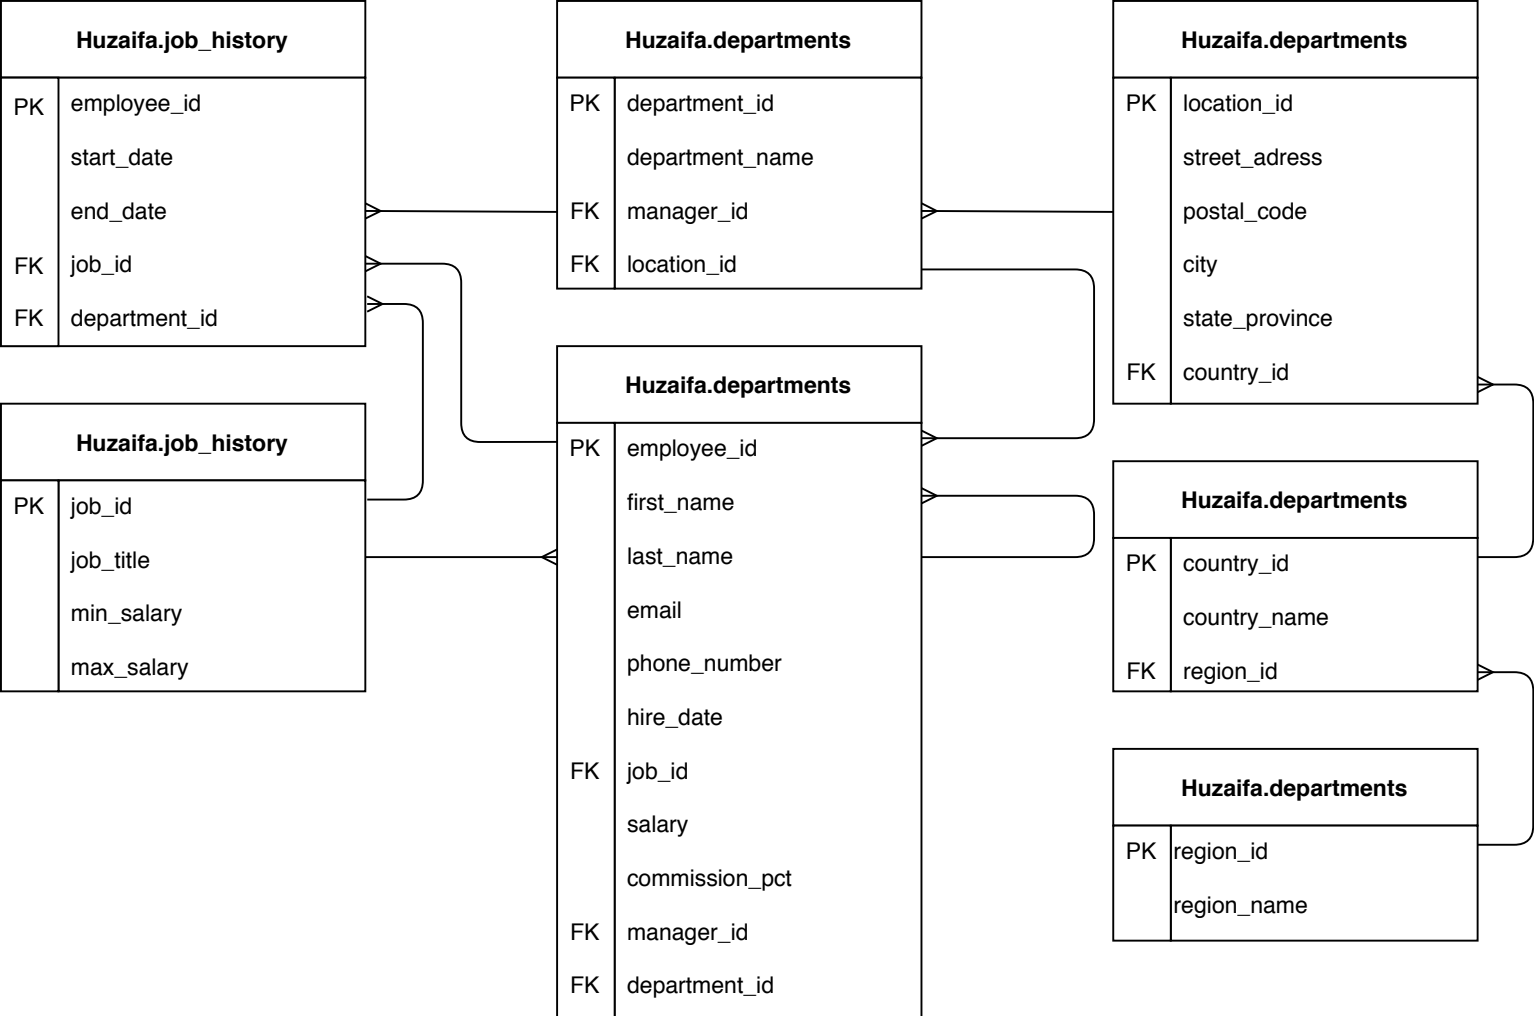 Huzaifa.job_history
PK employee_id
start_date
end_date
FK job_id
FK department_id
Huzaifa.job_history
PK job_id
job_title
min_salary
max_salary
Huzaifa.departments
PK department_id
department_name
FK manager_id
FK location_id
Huzaifa.departments
PK employee_id
first_name
last_name
email
phone_number
hire_date
FK job_id
salary
commission_pct
FK manager_id
FK department_id
Huzaifa.departments
PK location_id
street_adress
postal_code
city
state_province
FK country_id
Huzaifa.departments
PK country_id
country_name
FK region_id
Huzaifa.departments
PK region_id
region_name